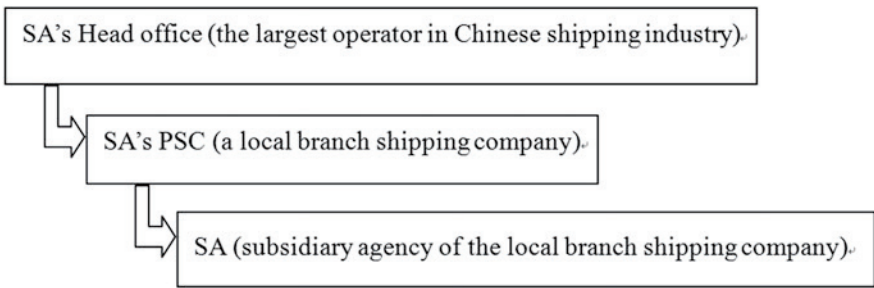 SA's Head office (the largest operator in Chinese shipping industry)
SA's PSC (a local branch shipping company)
SA (subsidiary agency of the local branch shipping company)